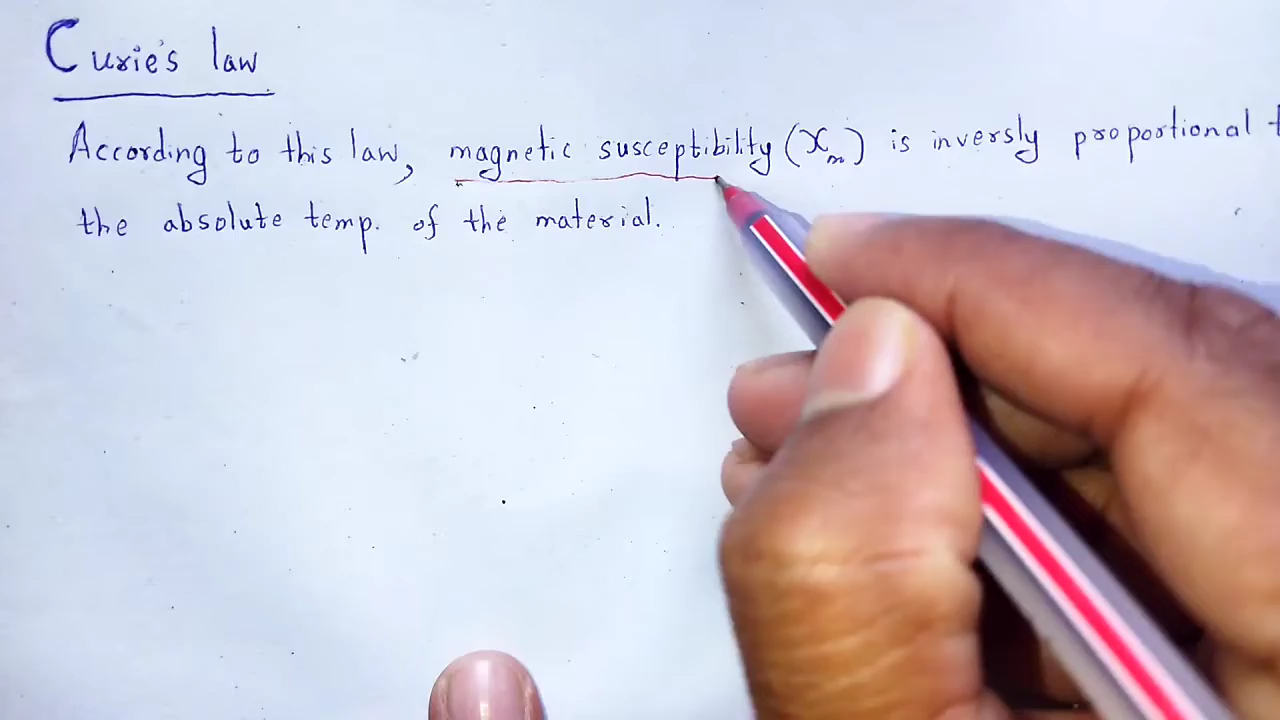 Curie's law
According to this law, magnetic susceptibility (χm) is inversly proportional t
the absolute temp. of the material.